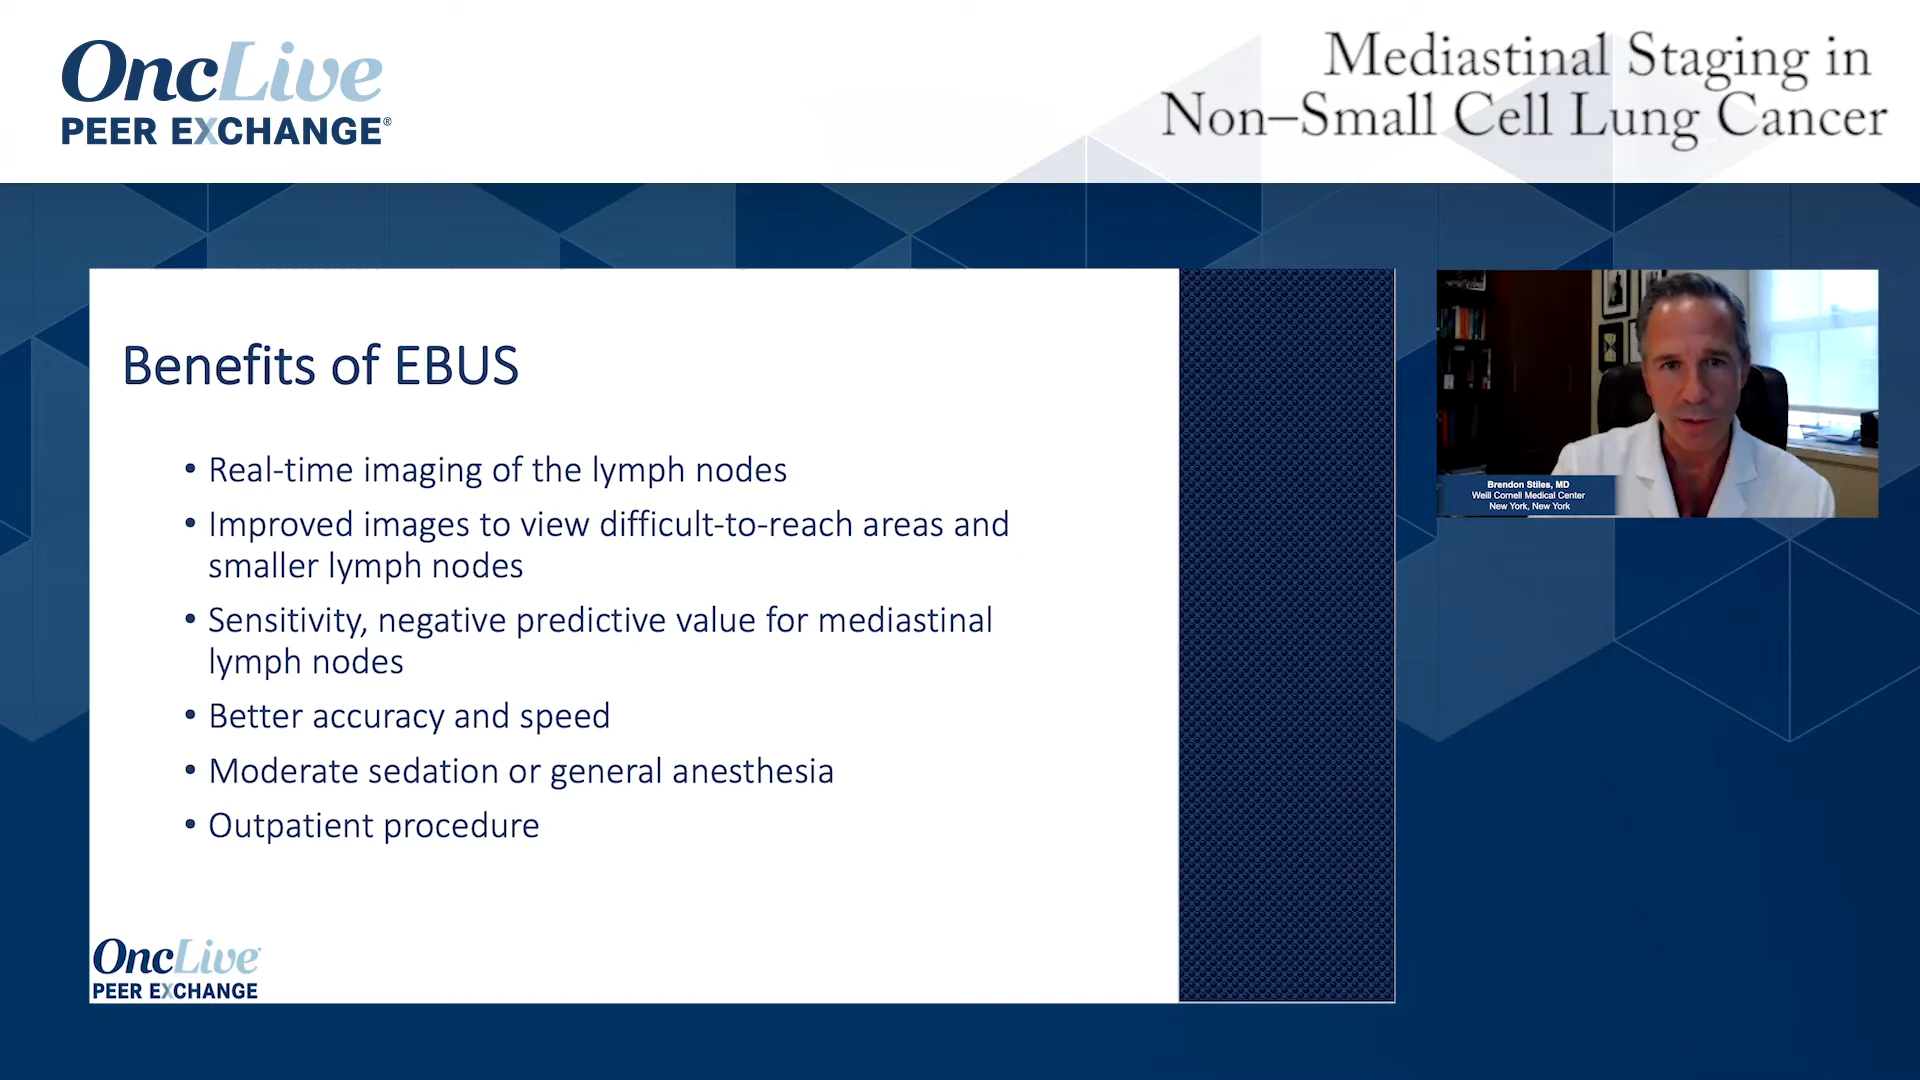 OncLive
PEER EXCHANGE®
Mediastinal Staging in
Non–Small Cell Lung Cancer
Benefits of EBUS
• Real-time imaging of the lymph nodes
• Improved images to view difficult-to-reach areas and
smaller lymph nodes
• Sensitivity, negative predictive value for mediastinal
lymph nodes
• Better accuracy and speed
• Moderate sedation or general anesthesia
• Outpatient procedure
Brendon Stiles, MD
Weill Cornell Medical Center
New York, New York
OncLive
PEER EXCHANGE